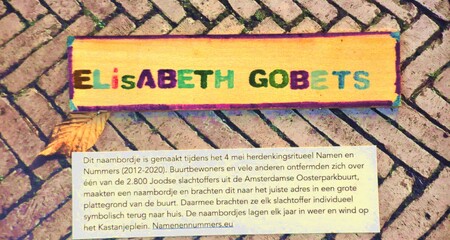 ELiSABETH GOBETS
Dit naambordje is gemaakt tijdens het 4 mei herdenkingsritueel Namen en
Nummers (2012-2020). Buurtbewoners en vele anderen ontfermden zich over
één van de 2.800 Joodse slachtoffers uit de Amsterdamse Oosterparkbuurt,
maakten een naambordje en brachten dit naar het juiste adres in een grote
plattegrond van de buurt. Daarmee brachten ze elk slachtoffer individueel
symbolisch terug naar huis. De naambordjes lagen elk jaar in weer en wind op
het Kastanjeplein. Namenennummers.eu